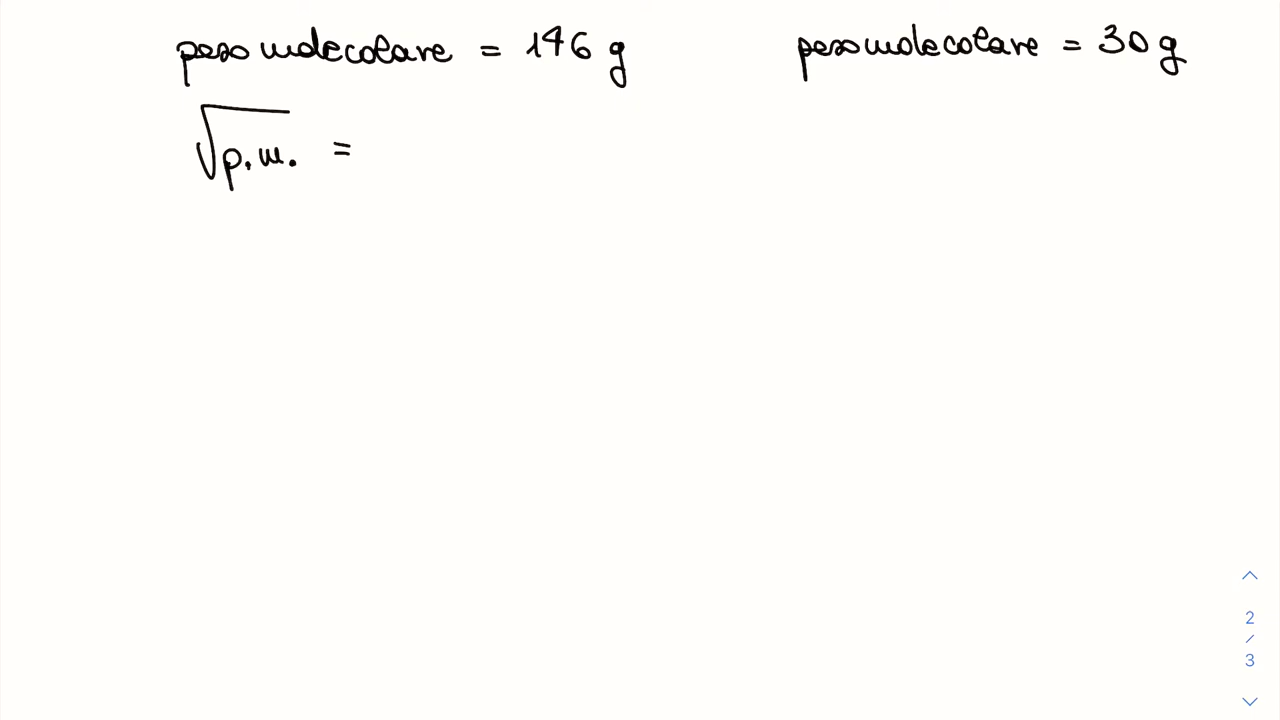 peso molecolare = 146 g
peso molecolare = 30 g
√p.m. =
2
/
3